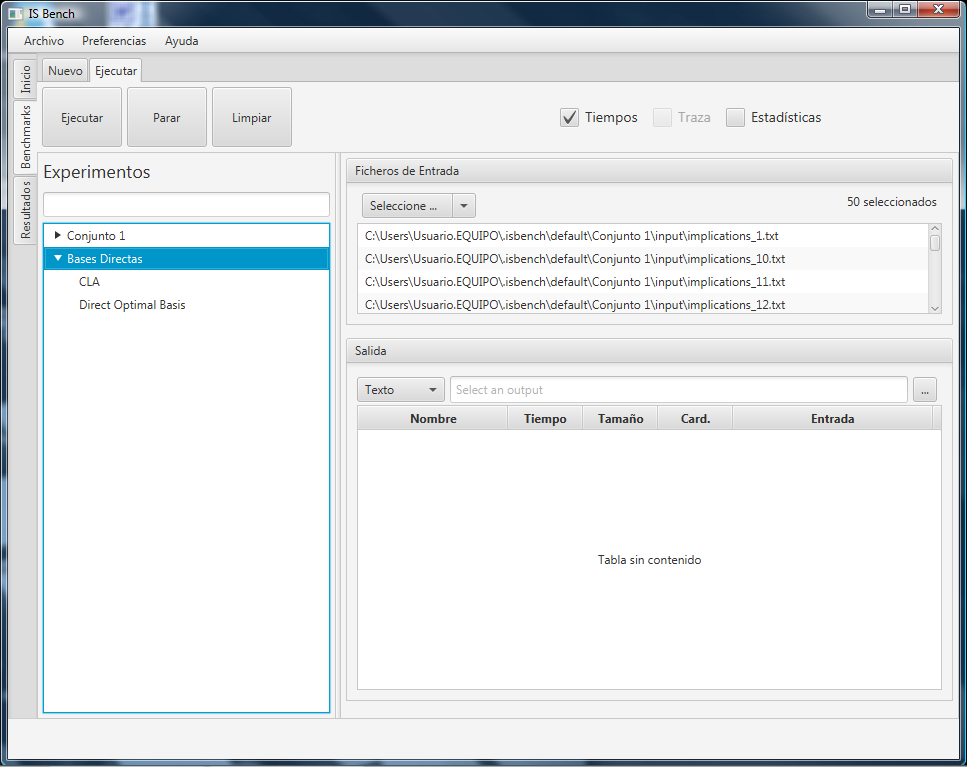 IS Bench
Archivo Preferencias Ayuda
Inicio
Benchmarks
Resultados
Nuevo Ejecutar
Ejecutar Parar Limpiar
Tiempos Traza Estadísticas
Experimentos
Conjunto 1
Bases Directas
CLA
Direct Optimal Basis
Ficheros de Entrada
Seleccione ... 50 seleccionados
C:\Users\Usuario.EQUIPO\.isbench\default\Conjunto 1\input\implications_1.txt
C:\Users\Usuario.EQUIPO\.isbench\default\Conjunto 1\input\implications_10.txt
C:\Users\Usuario.EQUIPO\.isbench\default\Conjunto 1\input\implications_11.txt
C:\Users\Usuario.EQUIPO\.isbench\default\Conjunto 1\input\implications_12.txt
Salida
Texto Select an output ...
Nombre Tiempo Tamaño Card. Entrada
Tabla sin contenido